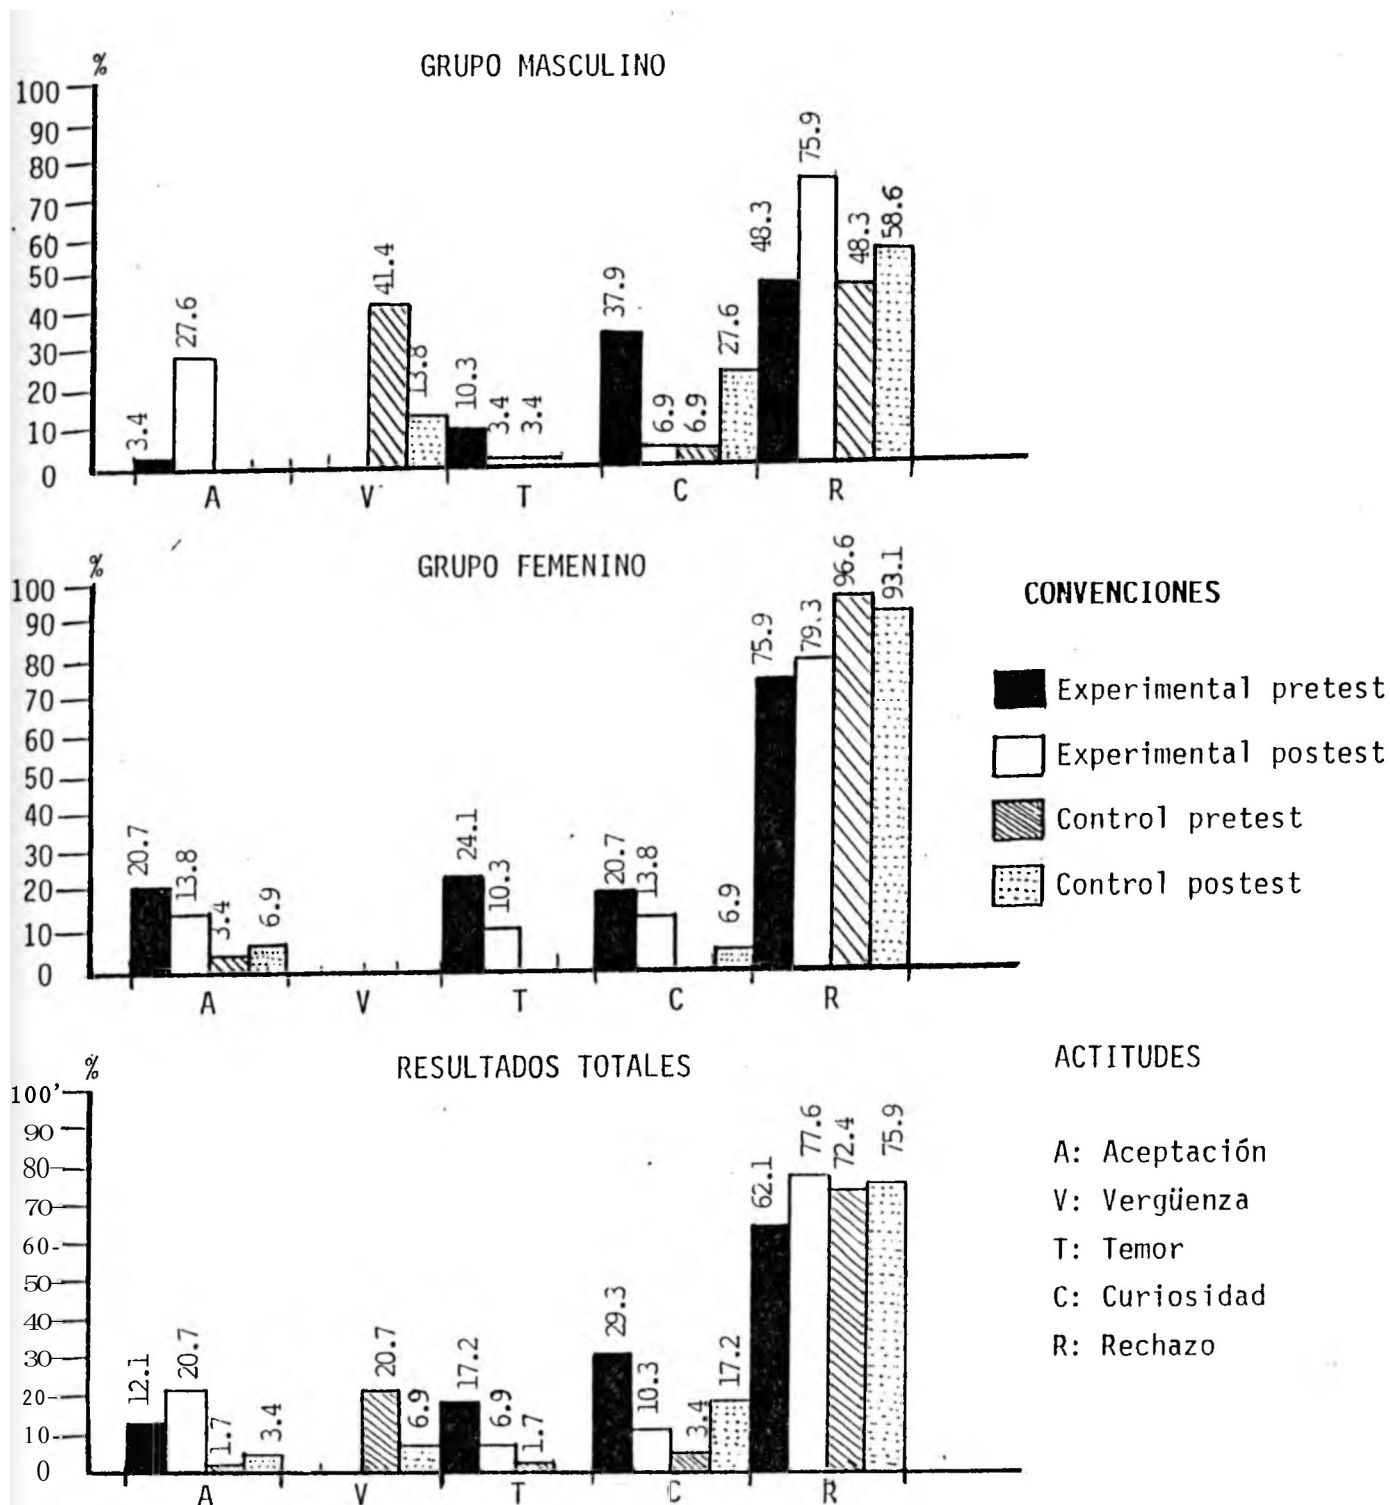 %
GRUPO MASCULINO
100
90
80
70
60
50
40
30
20
10
0
3.4
27.6
41.4
13.8
10.3
3.4
3.4
37.9
6.9
6.9
27.6
48.3
75.9
48.3
58.6
A
V
T
C
R
%
GRUPO FEMENINO
100
90
80
70
60
50
40
30
20
10
0
20.7
13.8
3.4
6.9
24.1
10.3
20.7
13.8
6.9
75.9
79.3
96.6
93.1
A
V
T
C
R
CONVENCIONES
Experimental pretest
Experimental postest
Control pretest
Control postest
%
RESULTADOS TOTALES
100
90
80
70
60
50
40
30
20
10
0
12.1
20.7
1.7
3.4
20.7
6.9
17.2
6.9
1.7
29.3
10.3
3.4
17.2
62.1
77.6
72.4
75.9
A
V
T
C
R
ACTITUDES
A: Aceptación
V: Vergüenza
T: Temor
C: Curiosidad
R: Rechazo